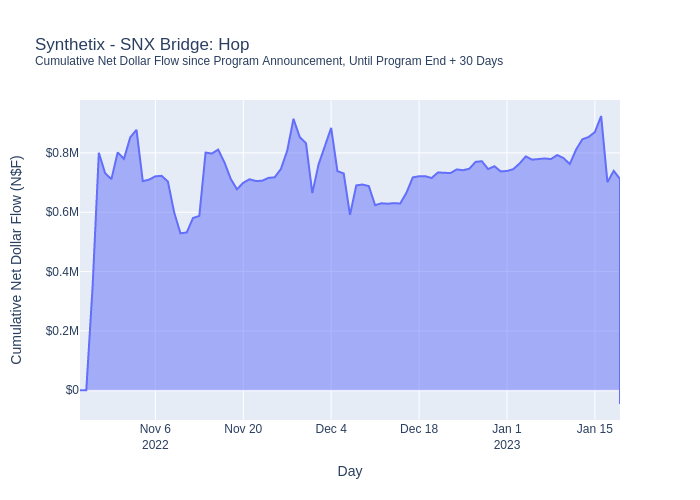 Synthetix - SNX Bridge: Hop
Cumulative Net Dollar Flow since Program Announcement, Until Program End + 30 Days
Cumulative Net Dollar Flow (N$F)
$0.8M
$0.6M
$0.4M
$0.2M
$0
Nov 6
2022
Nov 20
Dec 4
Dec 18
Jan 1
2023
Jan 15
Day